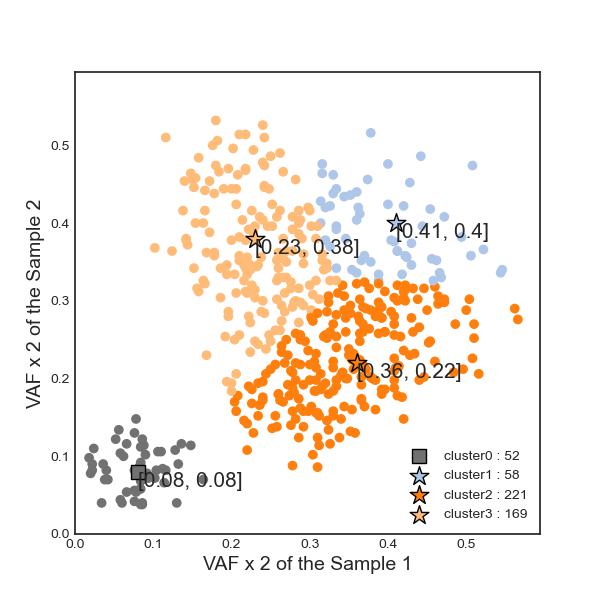 0.5
0.4
0.3
0.2
0.1
0.0
VAF x 2 of the Sample 2
[0.41, 0.4]
[0.23, 0.38]
[0.36, 0.22]
[0.08, 0.08]
cluster0 : 52
cluster1 : 58
cluster2 : 221
cluster3 : 169
0.0 0.1 0.2 0.3 0.4 0.5
VAF x 2 of the Sample 1